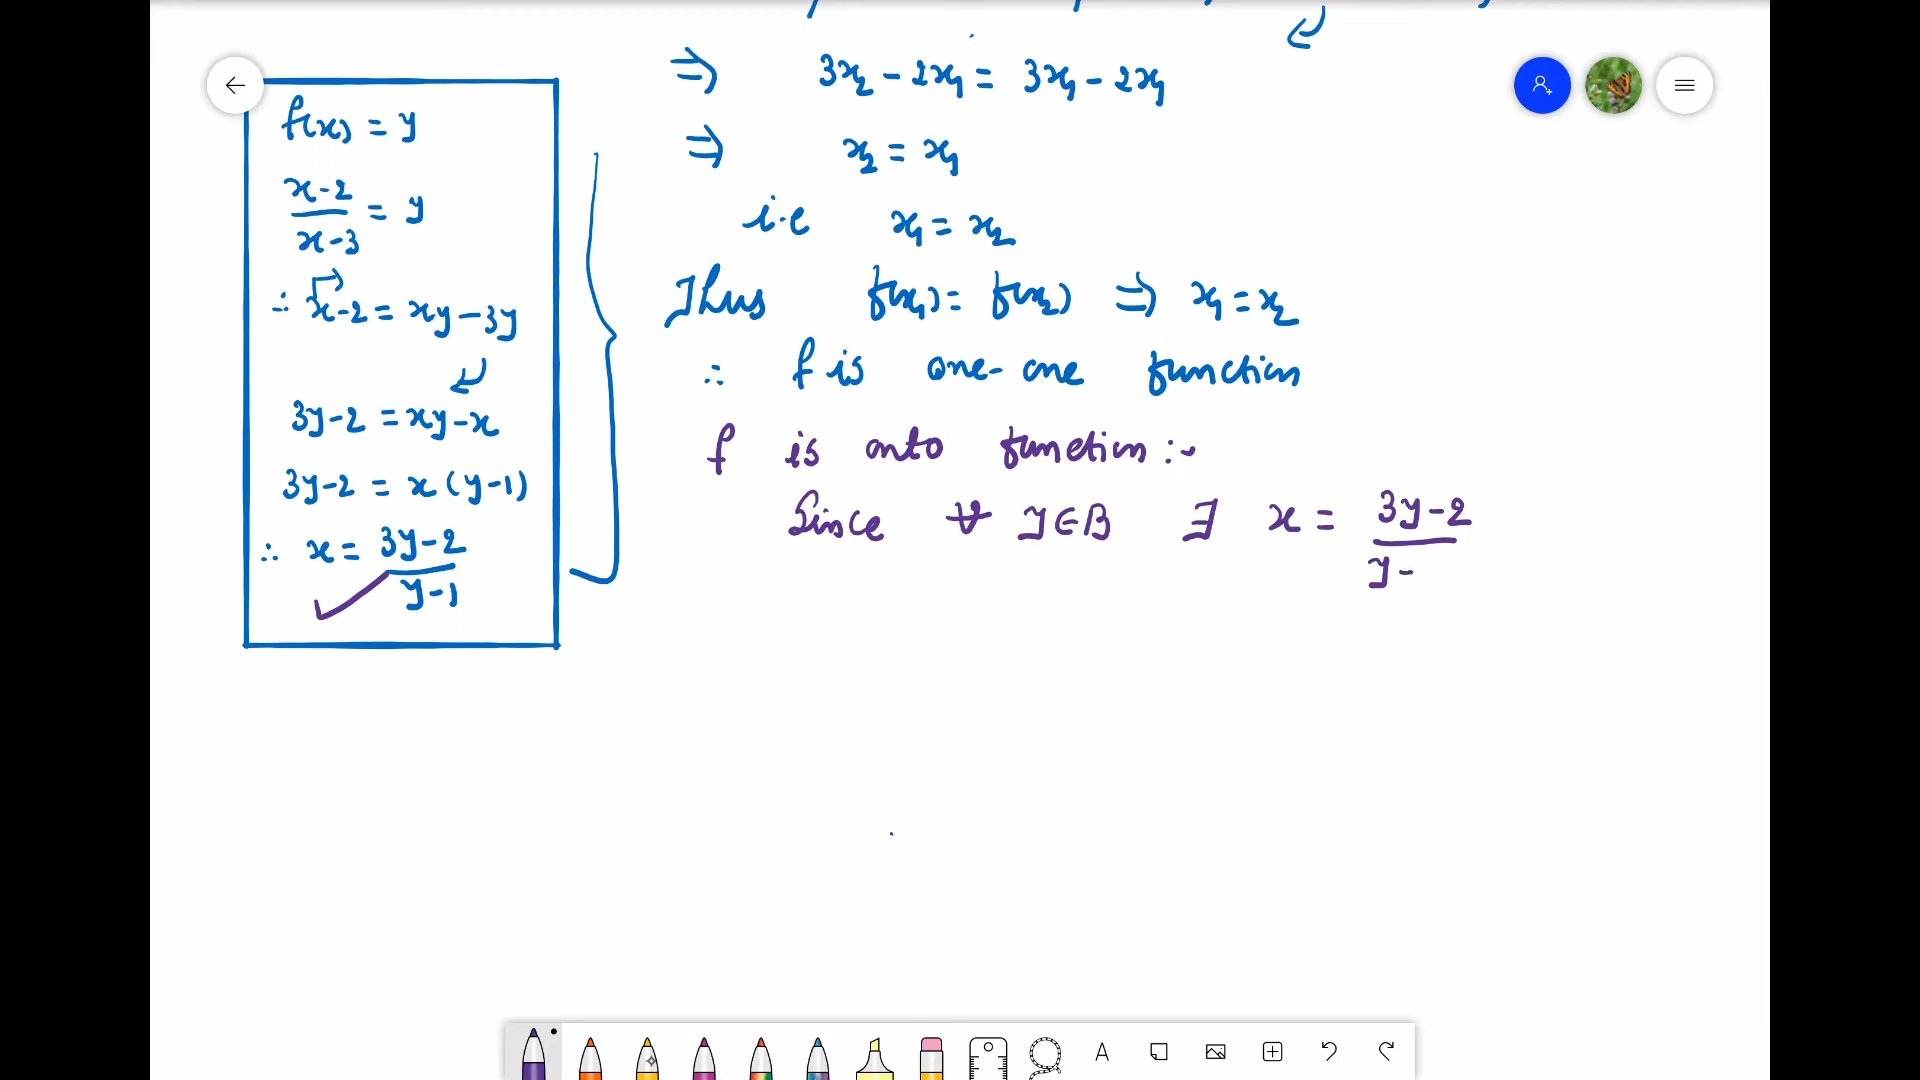 f(x) = y
x-2/x-3 = y
∴ x-2 = xy-3y
3y-2 = xy-x
3y-2 = x(y-1)
∴ x = 3y-2/y-1
⇒ 3x₂ - 2x₁ = 3x₁ - 2x₁
⇒ x₂ = x₁
i.e x₁ = x₂
Thus f(x₁) = f(x₂) ⇒ x₁ = x₂
∴ f is one-one function
f is onto function :-
Since ∀ y∈B ∃ x = 3y-2/y-
A